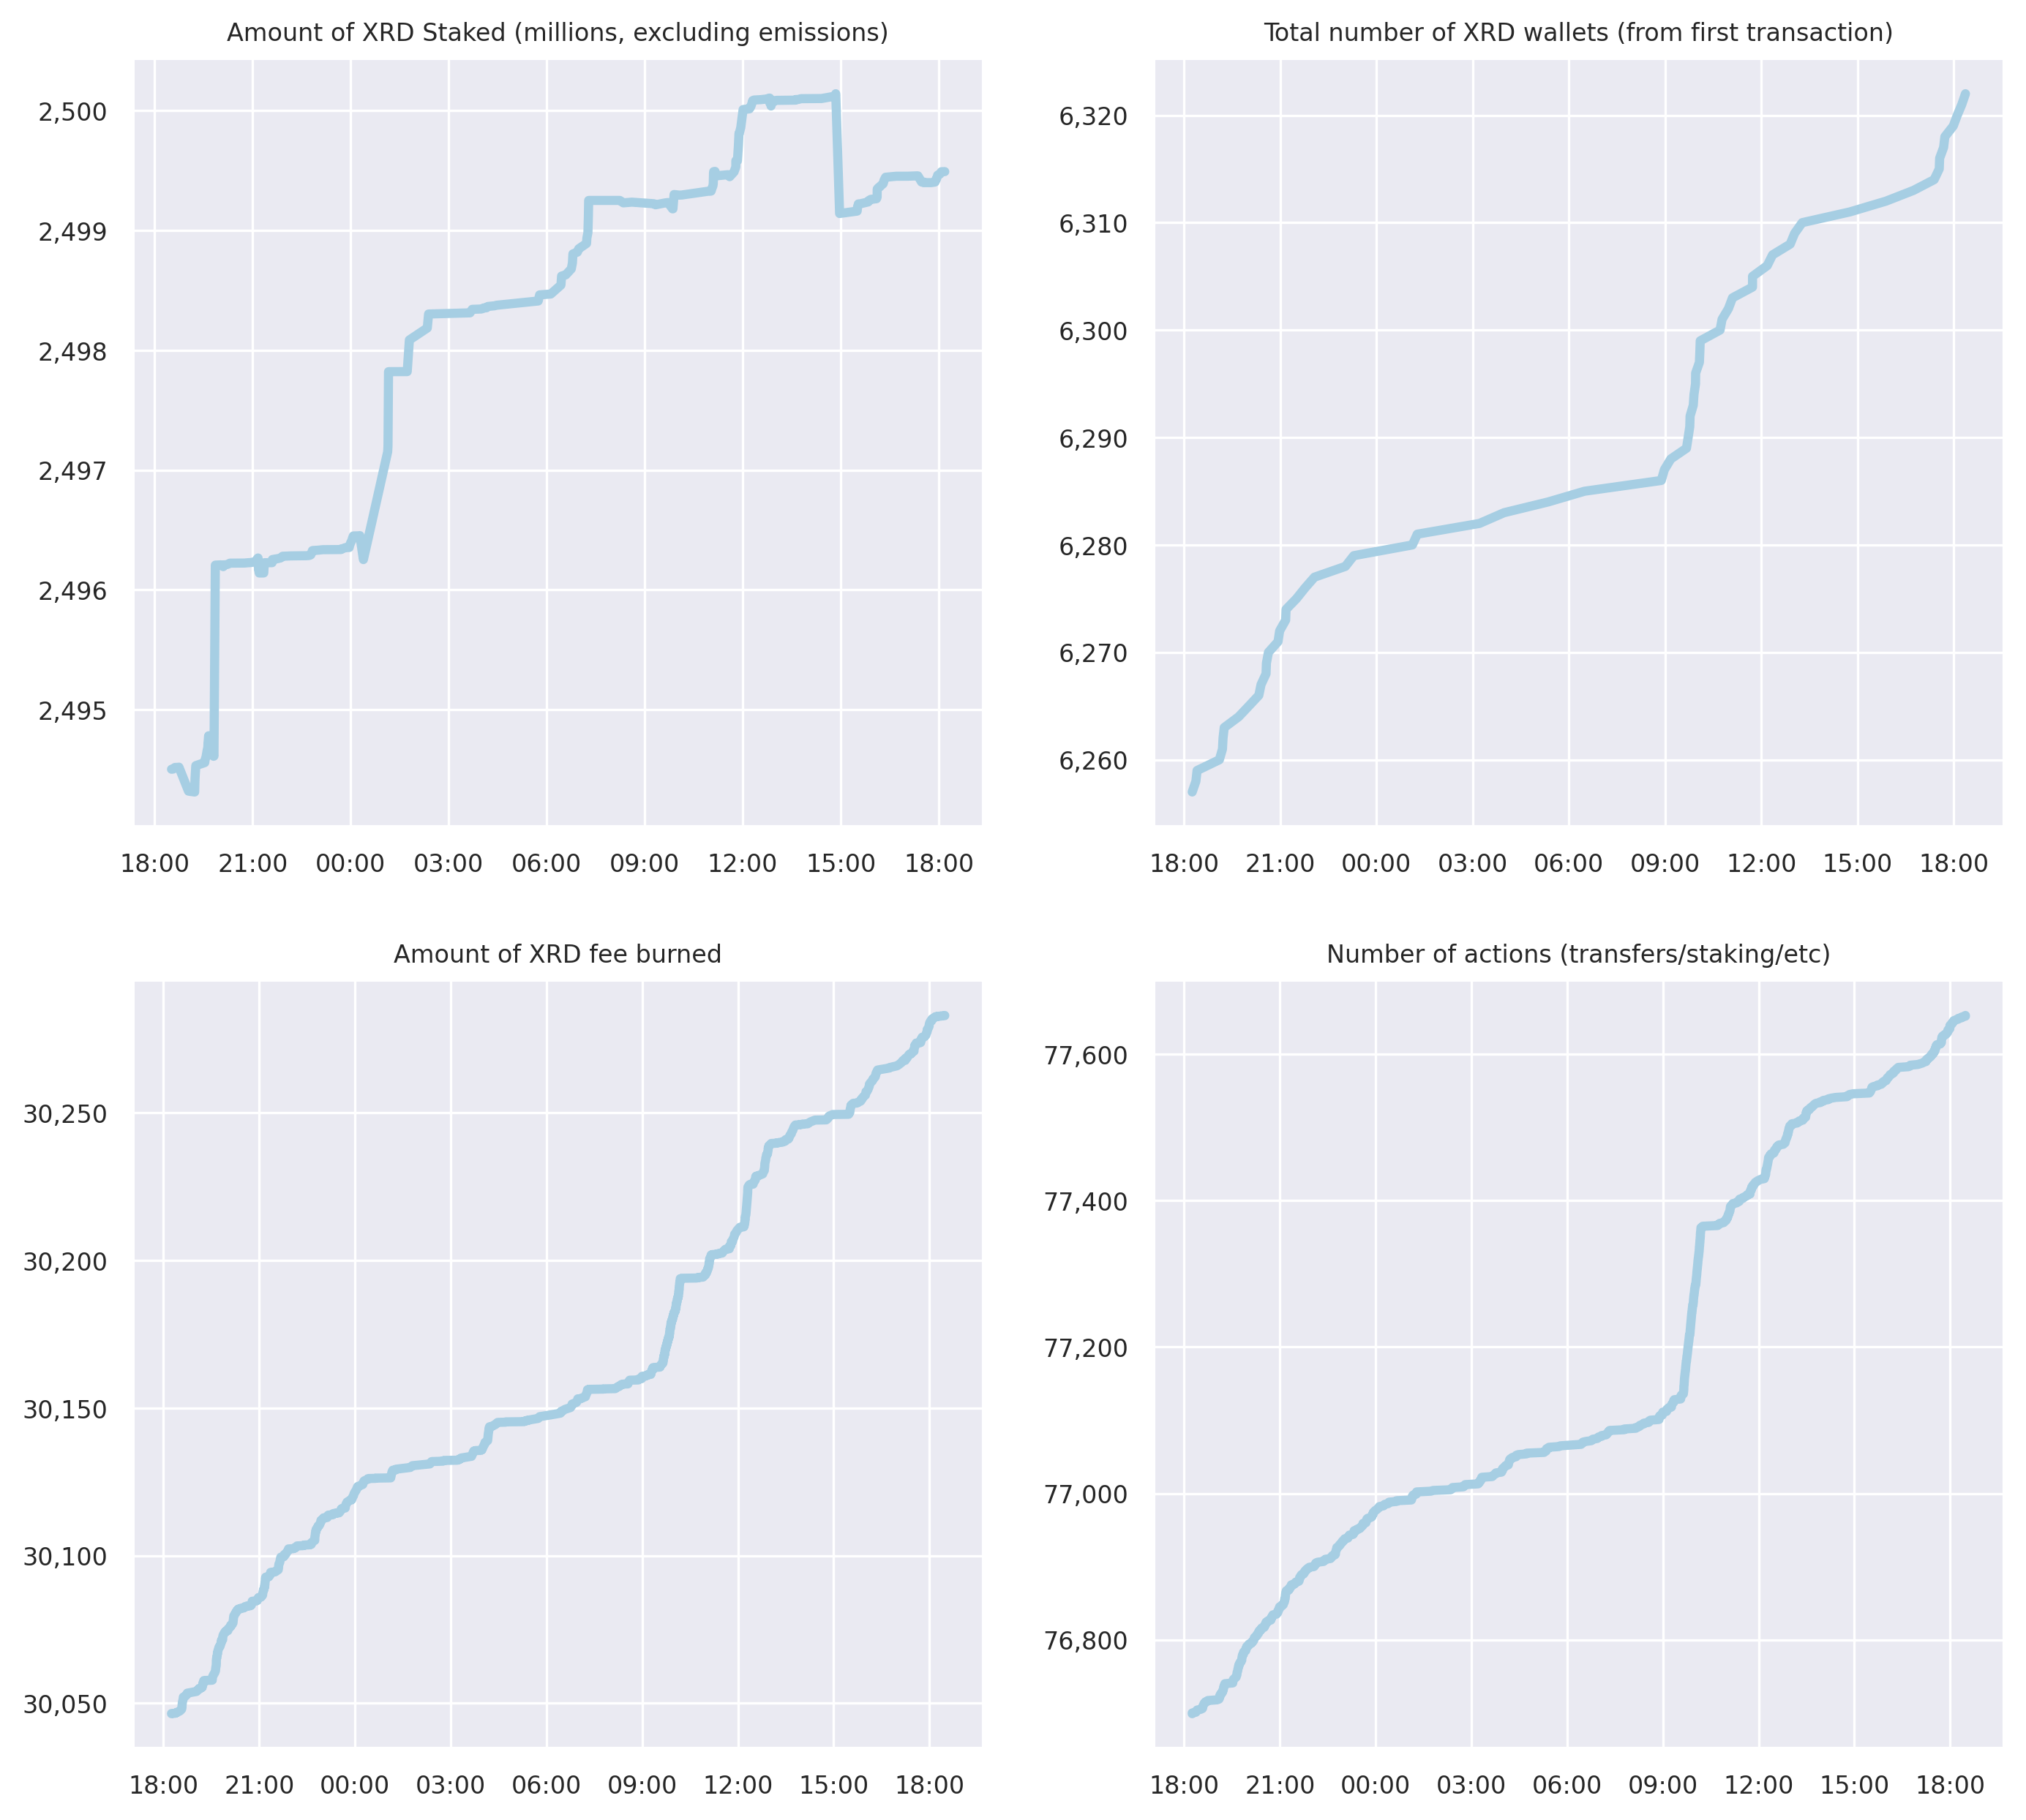 Amount of XRD Staked (millions, excluding emissions)
2,500
2,499
2,498
2,497
2,496
2,495
18:00 21:00 00:00 03:00 06:00 09:00 12:00 15:00 18:00
Total number of XRD wallets (from first transaction)
6,320
6,310
6,300
6,290
6,280
6,270
6,260
18:00 21:00 00:00 03:00 06:00 09:00 12:00 15:00 18:00
Amount of XRD fee burned
30,250
30,200
30,150
30,100
30,050
18:00 21:00 00:00 03:00 06:00 09:00 12:00 15:00 18:00
Number of actions (transfers/staking/etc)
77,600
77,400
77,200
77,000
76,800
18:00 21:00 00:00 03:00 06:00 09:00 12:00 15:00 18:00